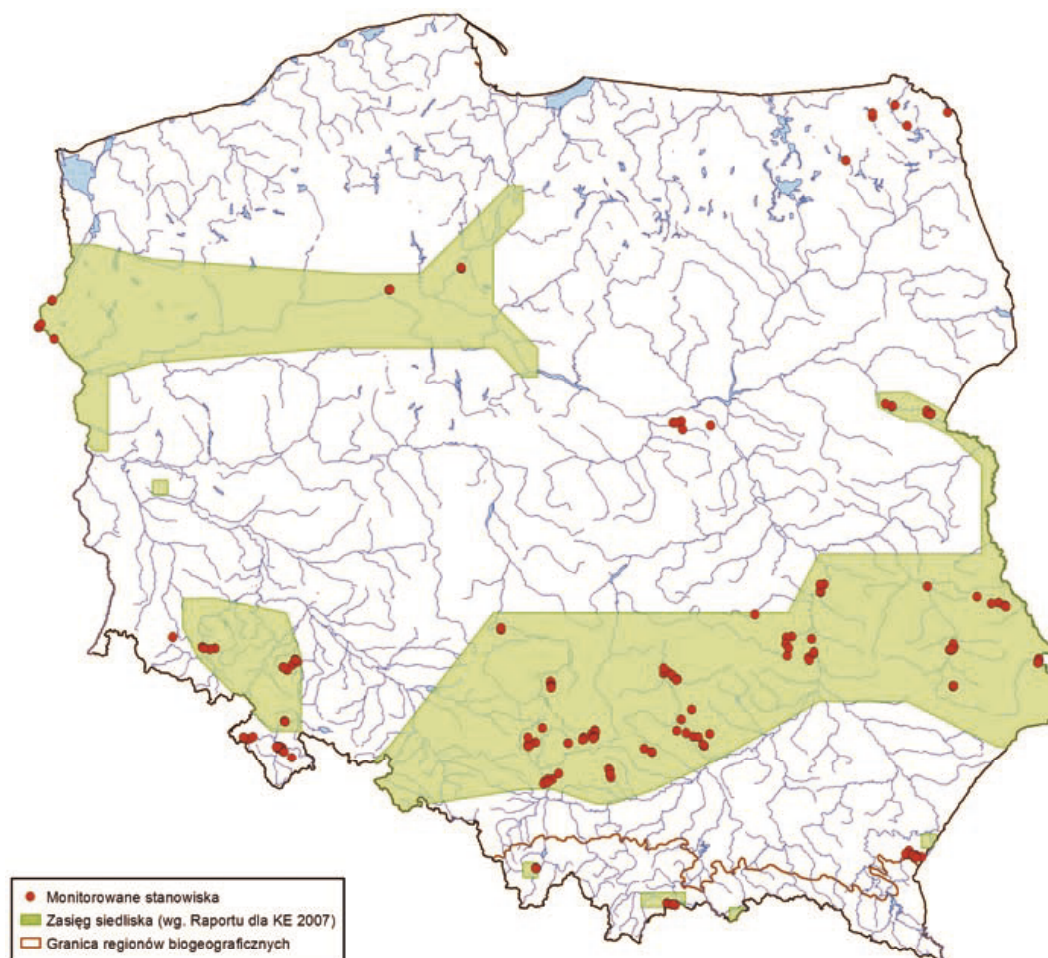 Monitorowane stanowiska
Zasięg siedliska (wg. Raportu dla KE 2007)
Granica regionów biogeograficznych